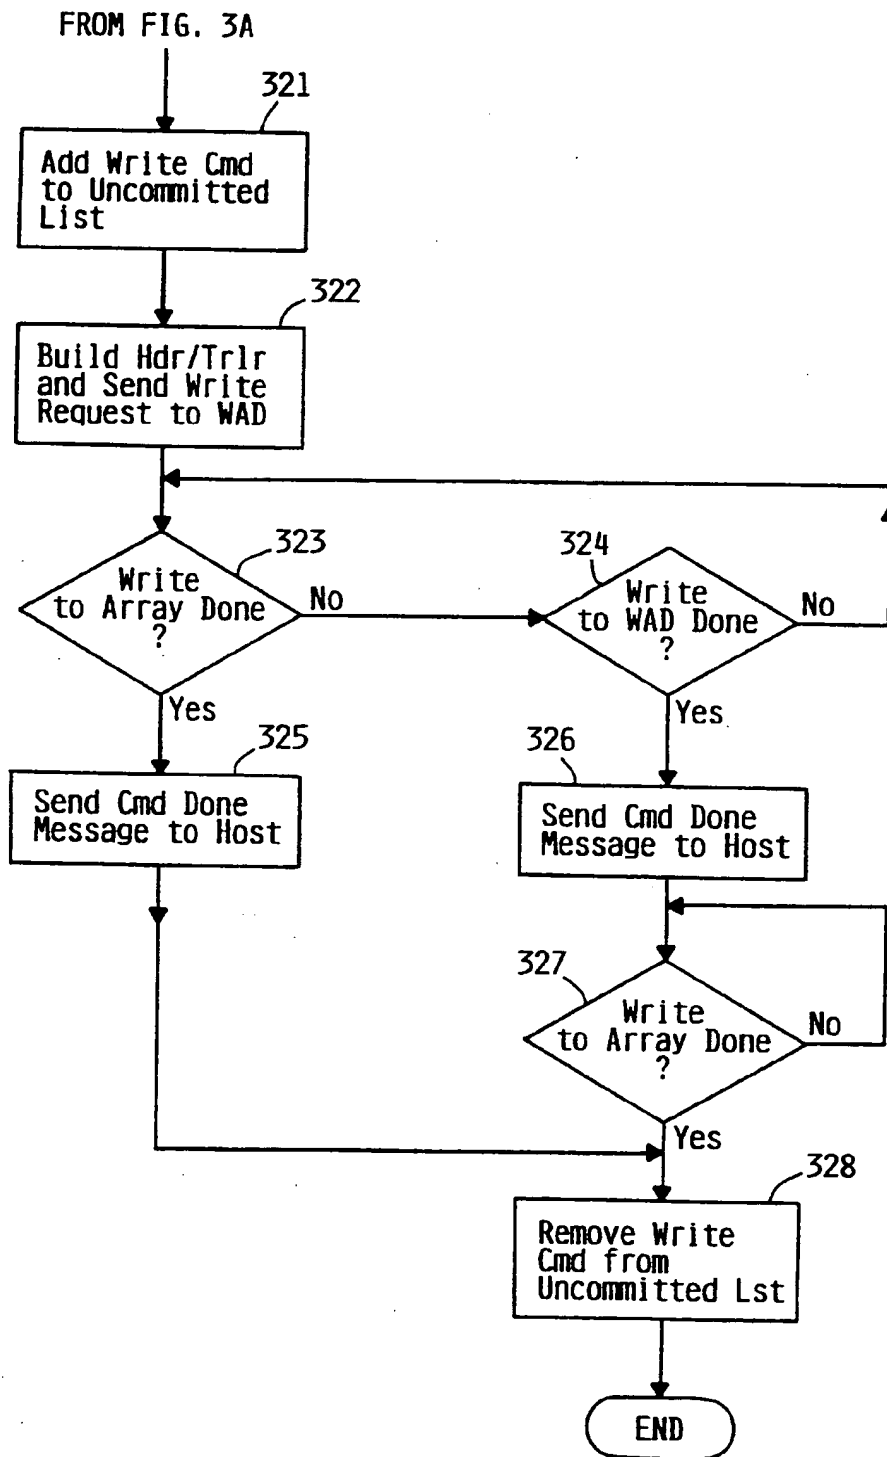 FROM FIG. 3A
321
Add Write Cmd
to Uncommitted
List
322
Build Hdr/Trlr
and Send Write
Request to WAD
323
Write
to Array Done
?
No
Yes
324
Write
to WAD Done
?
No
Yes
325
Send Cmd Done
Message to Host
326
Send Cmd Done
Message to Host
327
Write
to Array Done
?
No
Yes
328
Remove Write
Cmd from
Uncommitted Lst
END